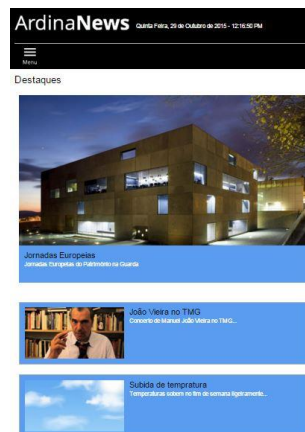 ArdinaNews Quinta Feira, 29 de Outubro de 2015 - 12:16:50 PM
Menu
Destaques
Jornadas Europeias
Jornadas Europeias do Património na Guarda
João Vieira no TMG
Concerto de Manuel João Vieira no TMG...
Subida de tempratura
Temperaturas sobem no fim de semana ligeiramente...